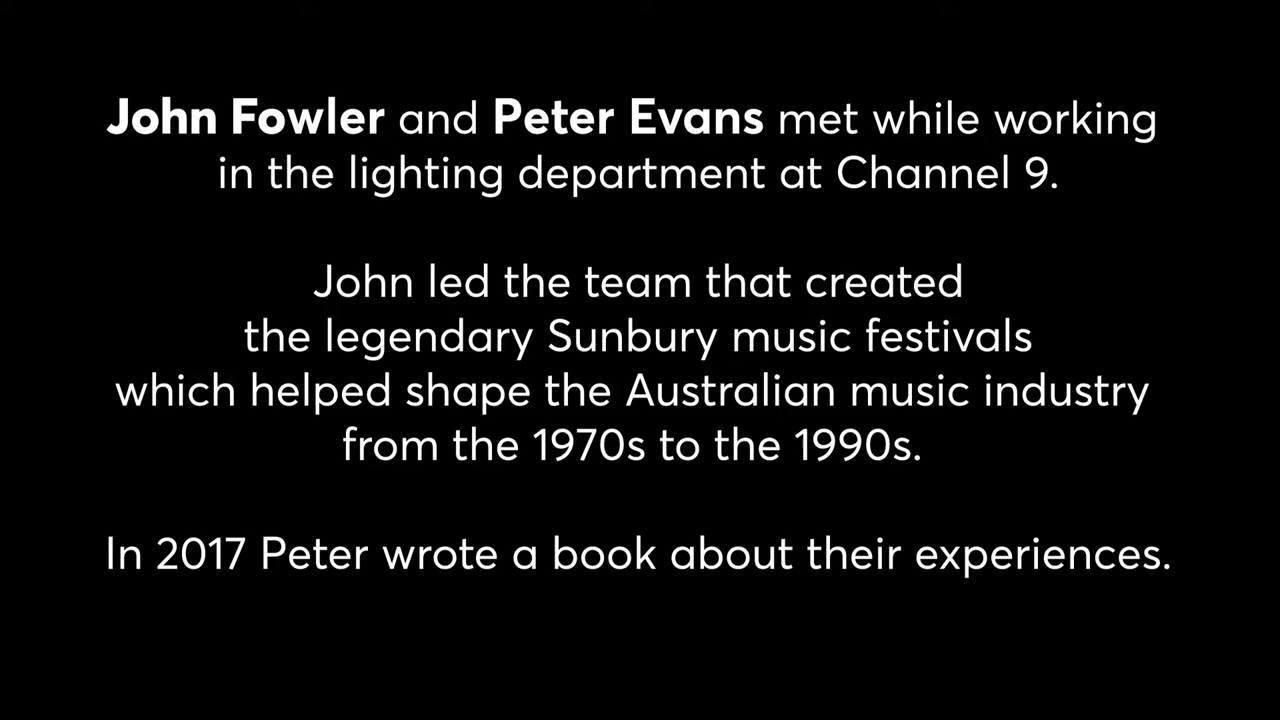 John Fowler and Peter Evans met while working
in the lighting department at Channel 9.
John led the team that created
the legendary Sunbury music festivals
which helped shape the Australian music industry
from the 1970s to the 1990s.
In 2017 Peter wrote a book about their experiences.